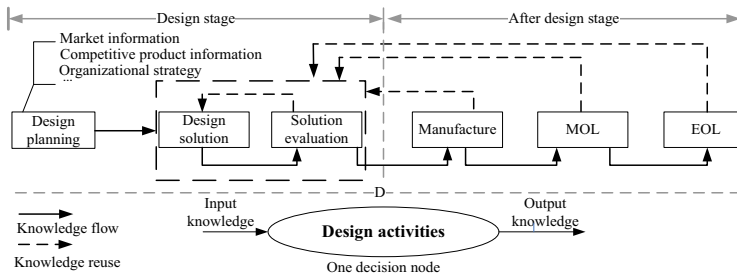 Design stage
After design stage
Market information
Competitive product information
Organizational strategy
...
Design
planning
Design
solution
Solution
evaluation
Manufacture
MOL
EOL
D
Knowledge flow
Knowledge reuse
Input
knowledge
Design activities
Output
knowledge
One decision node